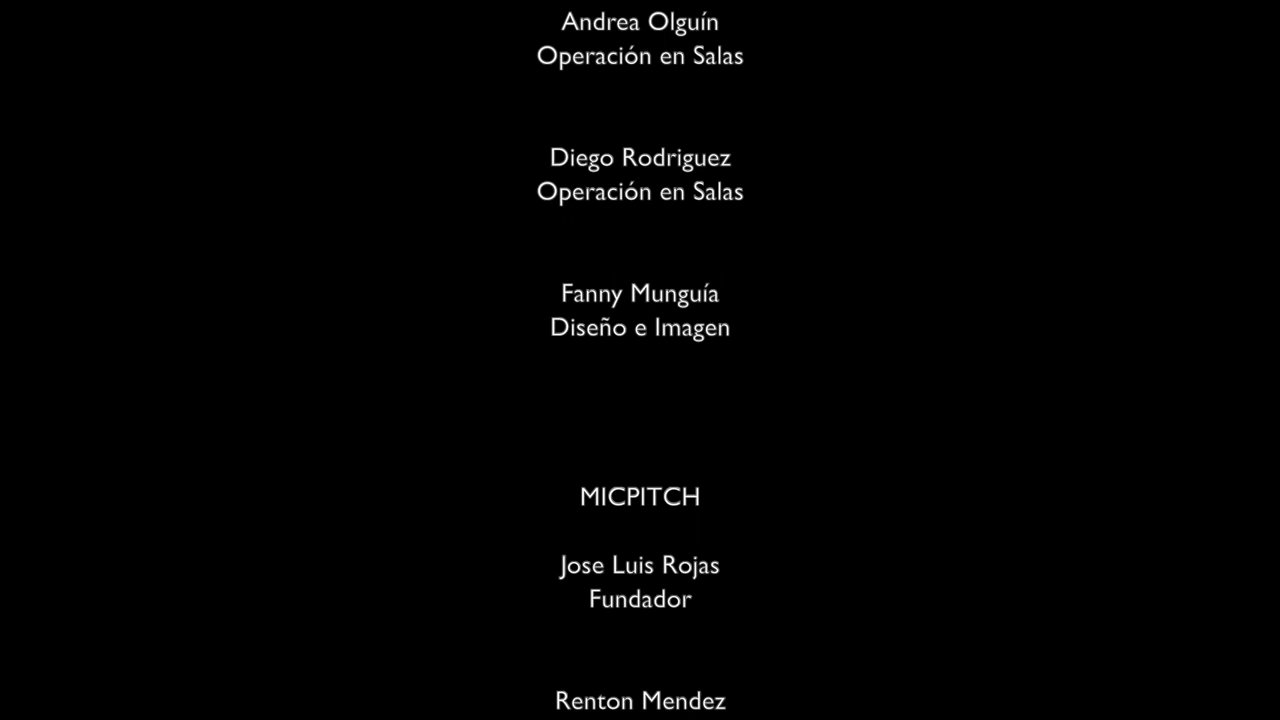 Andrea Olguín
Operación en Salas
Diego Rodriguez
Operación en Salas
Fanny Munguía
Diseño e Imagen
MICPITCH
Jose Luis Rojas
Fundador
Renton Mendez